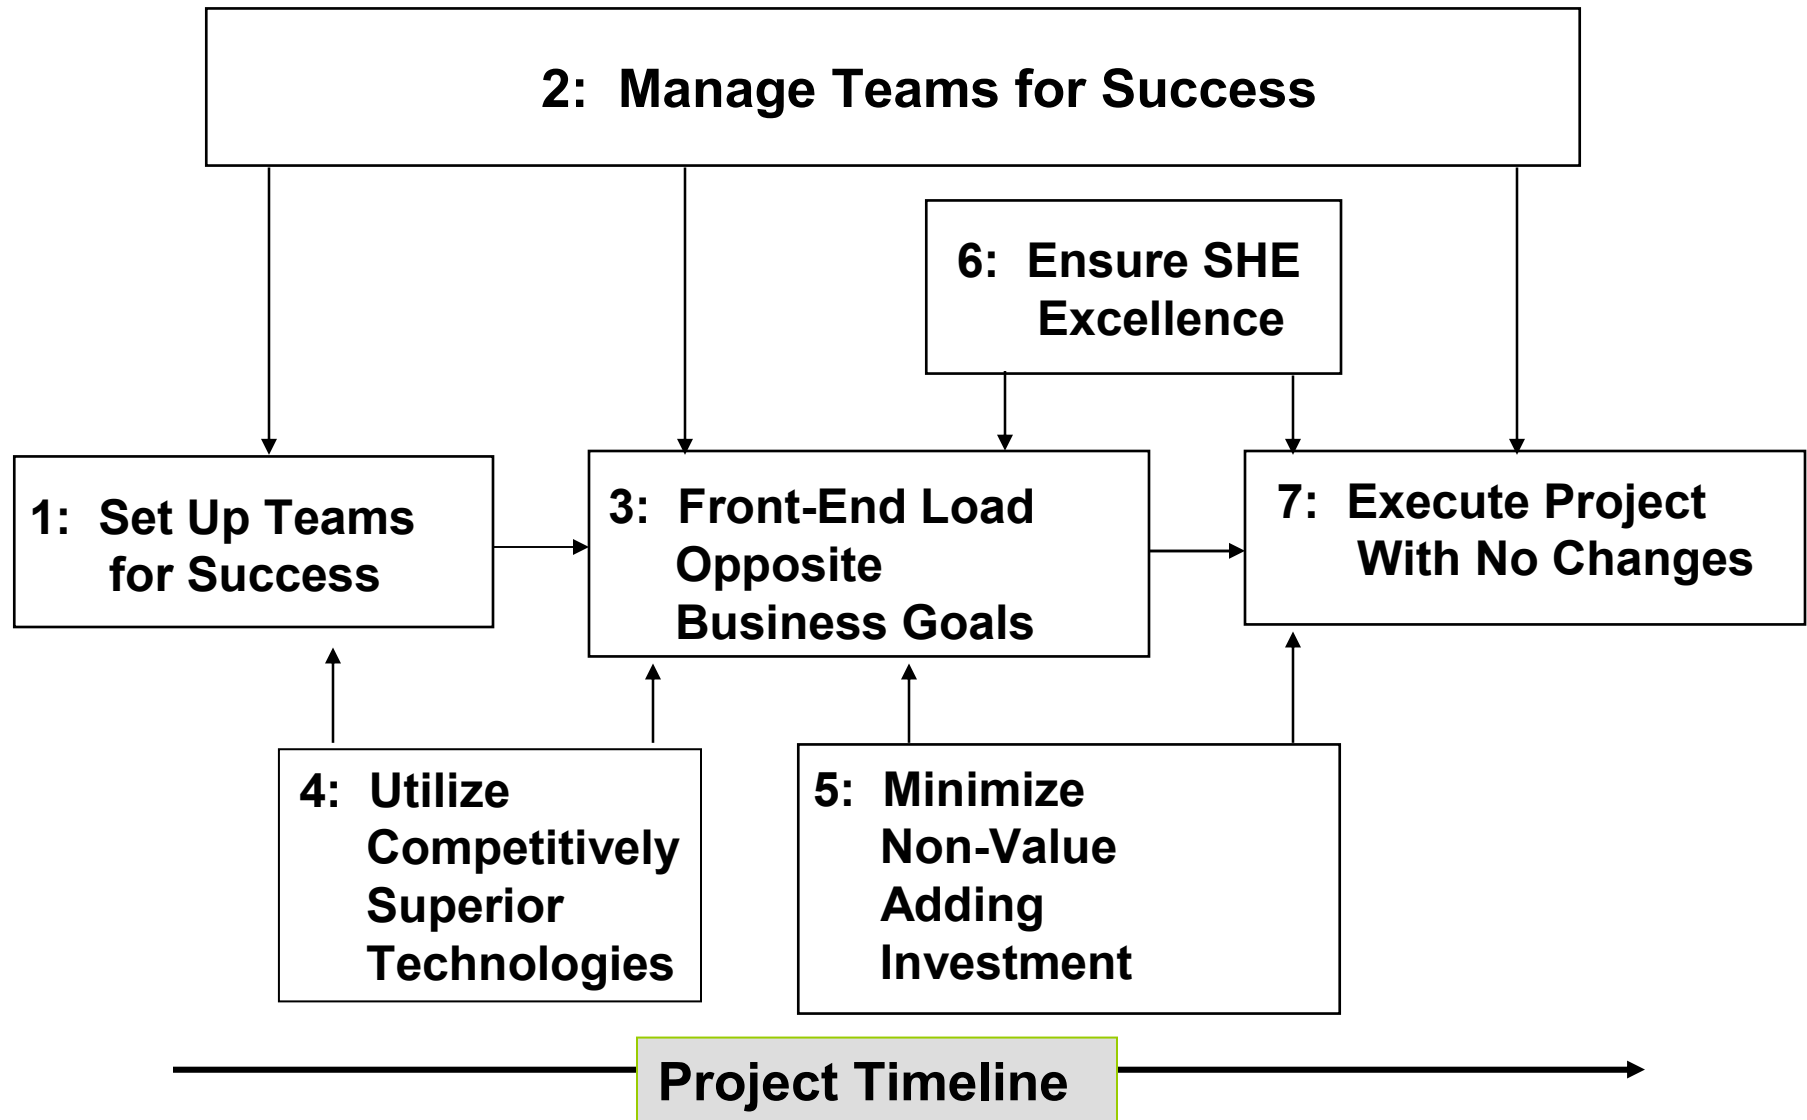 2: Manage Teams for Success
6: Ensure SHE
Excellence
1: Set Up Teams
for Success
3: Front-End Load
Opposite
Business Goals
7: Execute Project
With No Changes
4: Utilize
Competitively
Superior
Technologies
5: Minimize
Non-Value
Adding
Investment
Project Timeline